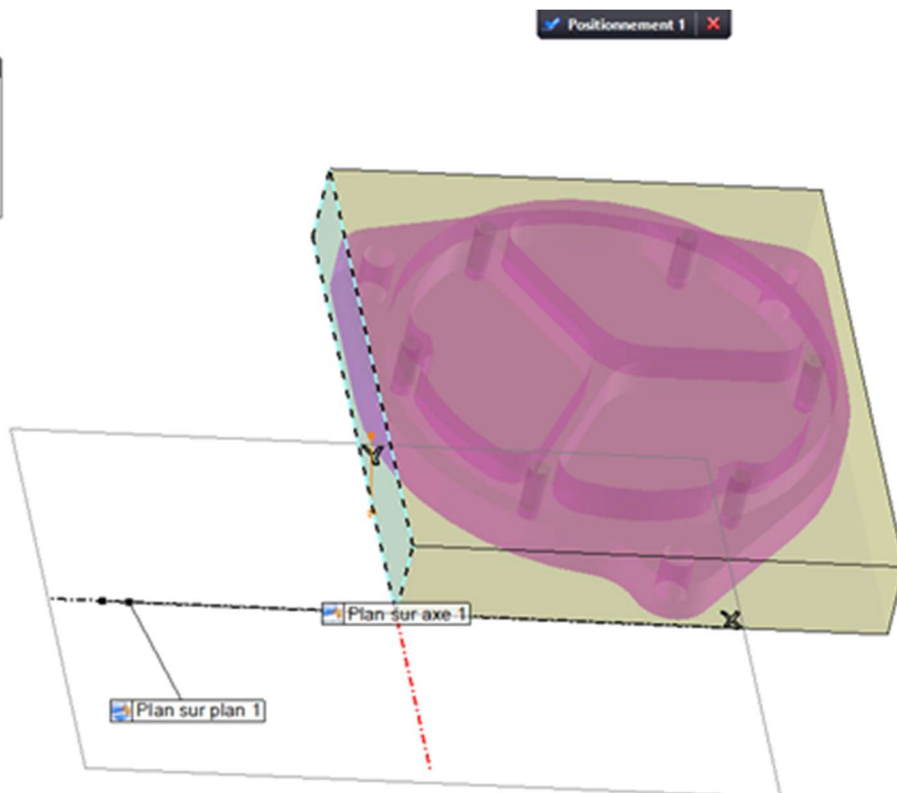 Positionnement 1
Y
Plan sur axe 1
X
Plan sur plan 1